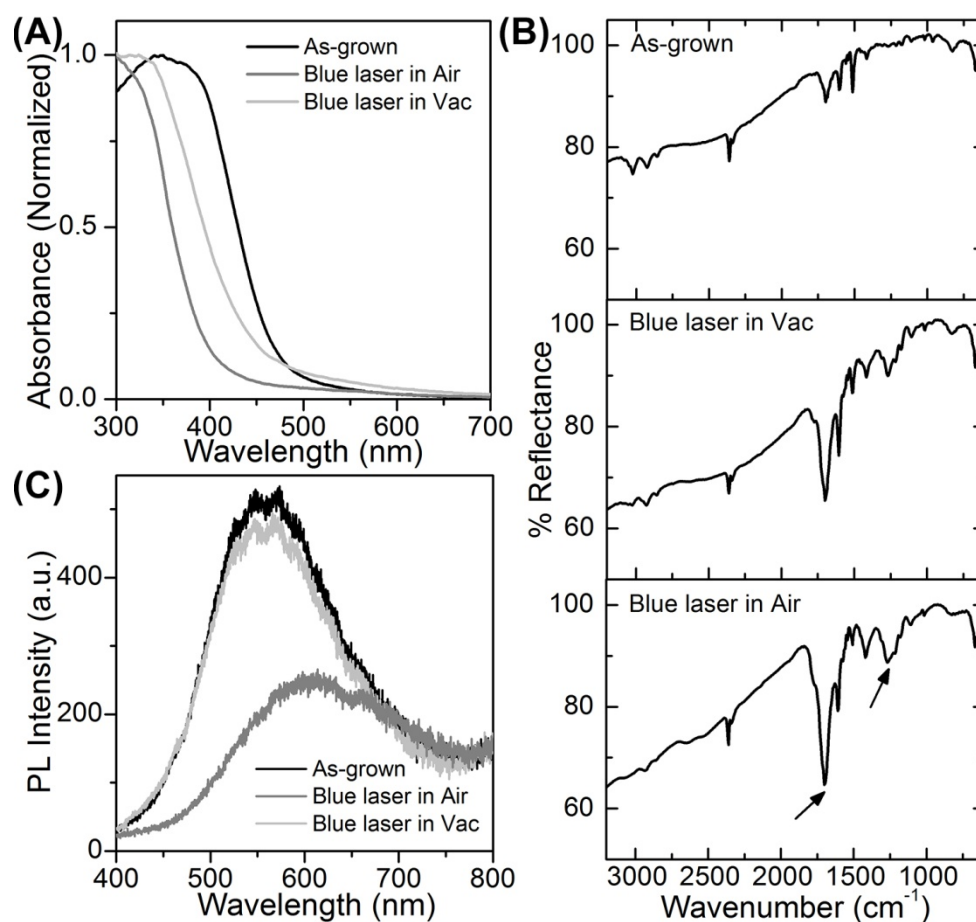 (A)
Absorbance (Normalized)
1.0
0.5
0.0
As-grown
Blue laser in Air
Blue laser in Vac
300 400 500 600 700
Wavelength (nm)
(B)
% Reflectance
As-grown
100
80
60
Blue laser in Vac
100
80
60
Blue laser in Air
100
80
60
3000 2500 2000 1500 1000
Wavenumber (cm⁻¹)
(C)
PL Intensity (a.u.)
400
200
0
As-grown
Blue laser in Air
Blue laser in Vac
400 500 600 700 800
Wavelength (nm)